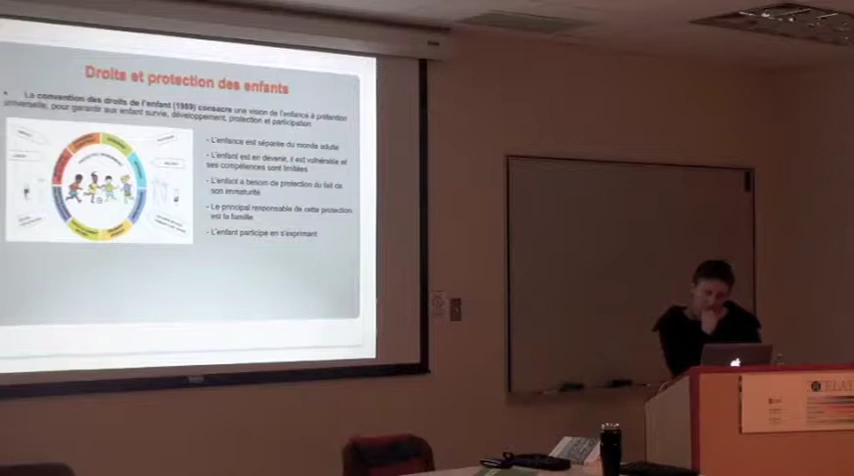 Droits et protection des enfants
La convention des droits de l'enfant (1989) consacre une vision de l'enfance à prétention
universelle, pour garantir aux enfant survie, développement, protection et participation
- L'enfance est séparée du monde adulte
- L'enfant est en devenir, il est vulnérable et
ses compétences sont limitées
- L'enfant a besoin de protection du fait de
son immaturité
- Le principal responsable de cette protection
est la famille
- L'enfant participe en s'exprimant